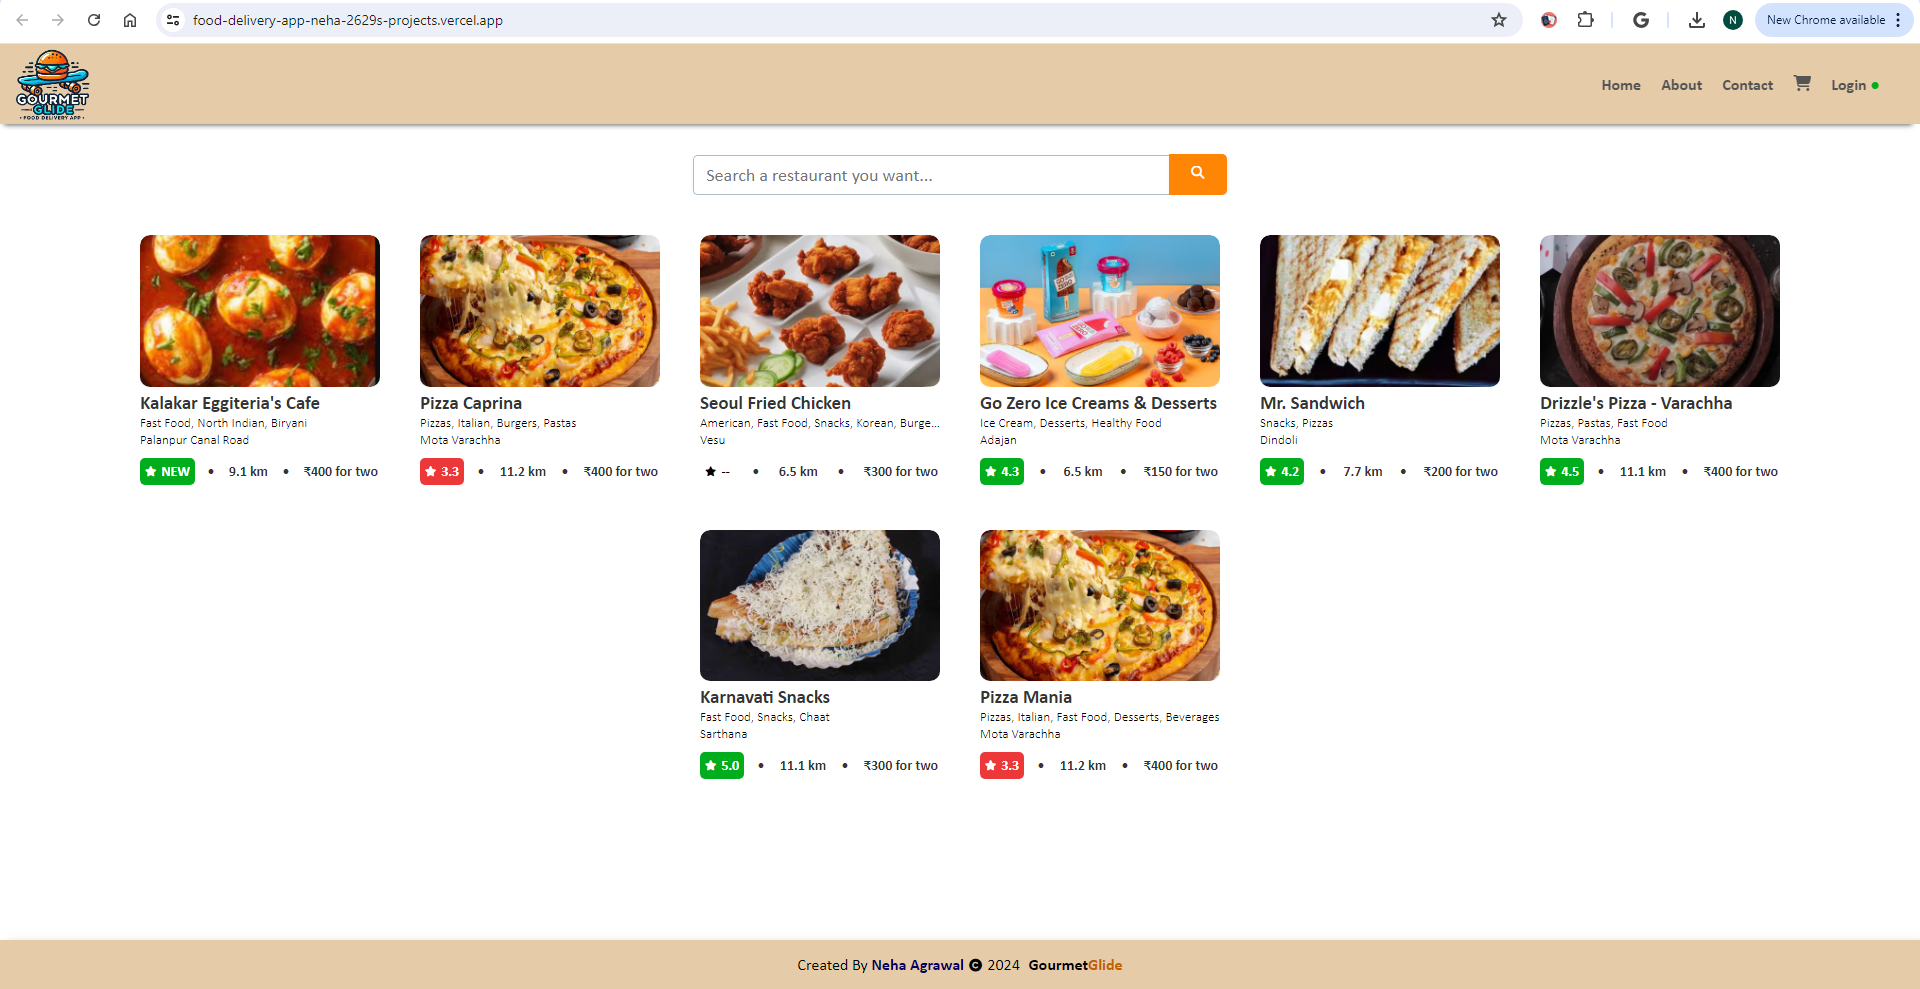 food-delivery-app-neha-2629s-projects.vercel.app
N
New Chrome available
GOURMET
GLIDE
• FOOD DELIVERY APP •
Home About Contact Login
Search a restaurant you want...
Kalakar Eggiteria's Cafe
Fast Food, North Indian, Biryani
Palanpur Canal Road
★ NEW • 9.1 km • ₹400 for two
Pizza Caprina
Pizzas, Italian, Burgers, Pastas
Mota Varachha
★ 3.3 • 11.2 km • ₹400 for two
Seoul Fried Chicken
American, Fast Food, Snacks, Korean, Burge...
Vesu
★ -- • 6.5 km • ₹300 for two
Go Zero Ice Creams & Desserts
Ice Cream, Desserts, Healthy Food
Adajan
★ 4.3 • 6.5 km • ₹150 for two
Mr. Sandwich
Snacks, Pizzas
Dindoli
★ 4.2 • 7.7 km • ₹200 for two
Drizzle's Pizza - Varachha
Pizzas, Pastas, Fast Food
Mota Varachha
★ 4.5 • 11.1 km • ₹400 for two
Karnavati Snacks
Fast Food, Snacks, Chaat
Sarthana
★ 5.0 • 11.1 km • ₹300 for two
Pizza Mania
Pizzas, Italian, Fast Food, Desserts, Beverages
Mota Varachha
★ 3.3 • 11.2 km • ₹400 for two
Created By Neha Agrawal © 2024 GourmetGlide